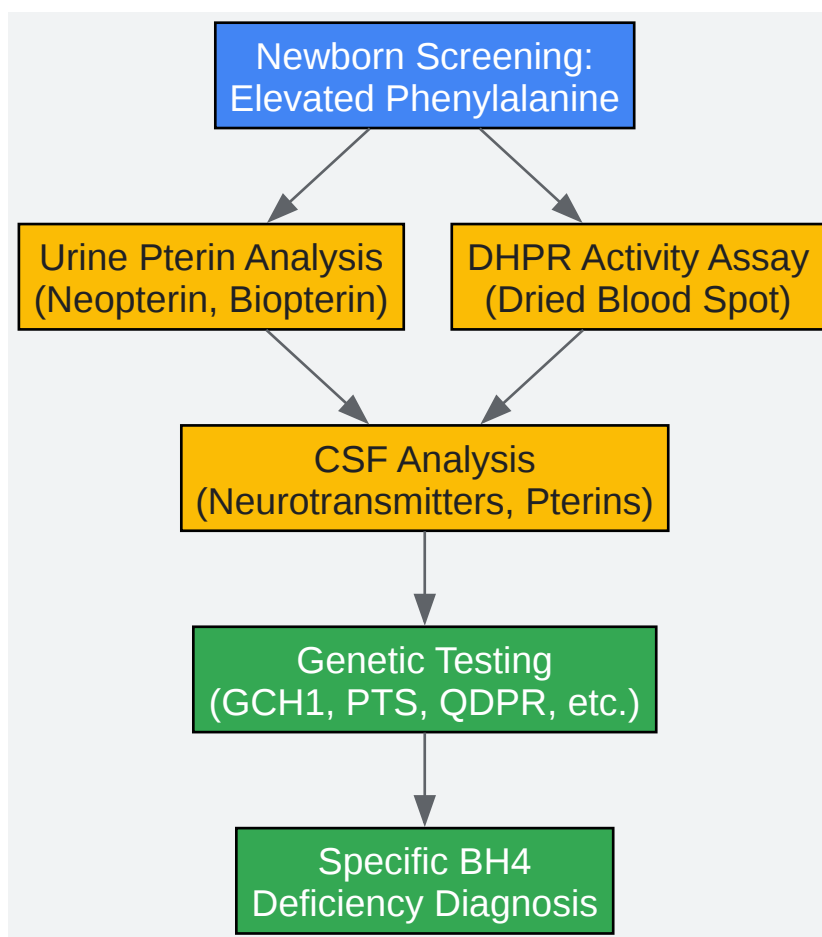 Newborn Screening:
Elevated Phenylalanine
Urine Pterin Analysis
(Neopterin, Biopterin)
DHPR Activity Assay
(Dried Blood Spot)
CSF Analysis
(Neurotransmitters, Pterins)
Genetic Testing
(GCH1, PTS, QDPR, etc.)
Specific BH4
Deficiency Diagnosis